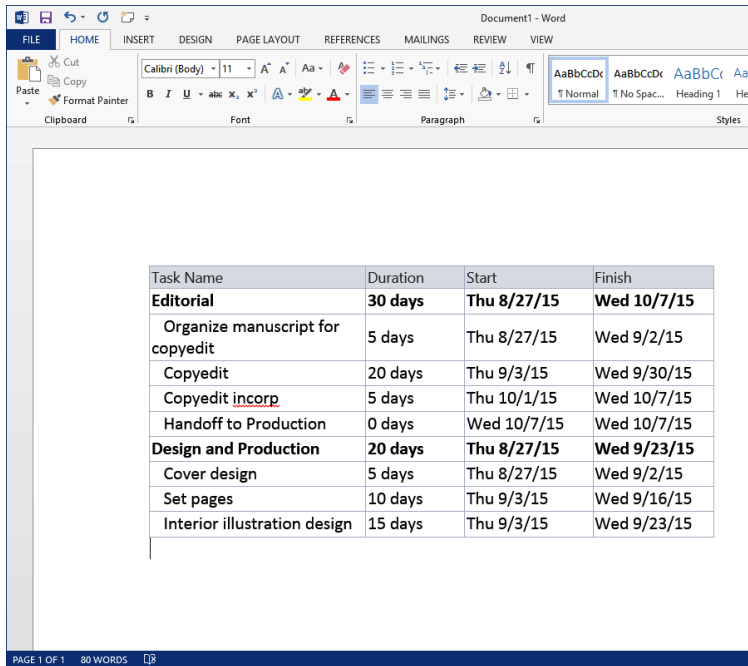 Document1 - Word
FILE HOME INSERT DESIGN PAGE LAYOUT REFERENCES MAILINGS REVIEW VIEW
Cut
Copy
Paste
Format Painter
Calibri (Body) 11 Aa
B I U abc X₂ X² A aby A
AaBbCcDc AaBbCcDc AaBbC Aa
¶ Normal ¶ No Spac... Heading 1 He
Clipboard Font Paragraph Styles
Task Name Duration Start Finish
Editorial 30 days Thu 8/27/15 Wed 10/7/15
Organize manuscript for
copyedit 5 days Thu 8/27/15 Wed 9/2/15
Copyedit 20 days Thu 9/3/15 Wed 9/30/15
Copyedit incorp 5 days Thu 10/1/15 Wed 10/7/15
Handoff to Production 0 days Wed 10/7/15 Wed 10/7/15
Design and Production 20 days Thu 8/27/15 Wed 9/23/15
Cover design 5 days Thu 8/27/15 Wed 9/2/15
Set pages 10 days Thu 9/3/15 Wed 9/16/15
Interior illustration design 15 days Thu 9/3/15 Wed 9/23/15
PAGE 1 OF 1 80 WORDS